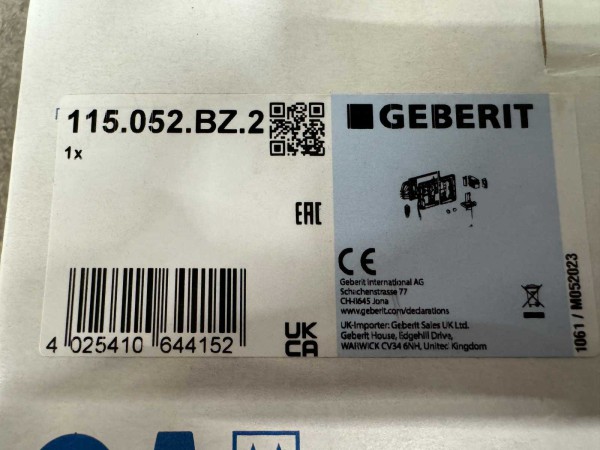 115.052.BZ.2
1x
EAC
4 025410 644152
UK
CA
GEBERIT
CE
Geberit International AG
Schachenstrasse 77
CH-8645 Jona
www.geberit.com/declarations
UK-Importer: Geberit Sales UK Ltd.
Geberit House, Edgehill Drive,
WARWICK CV34 6NH, United Kingdom
1061 / M052023